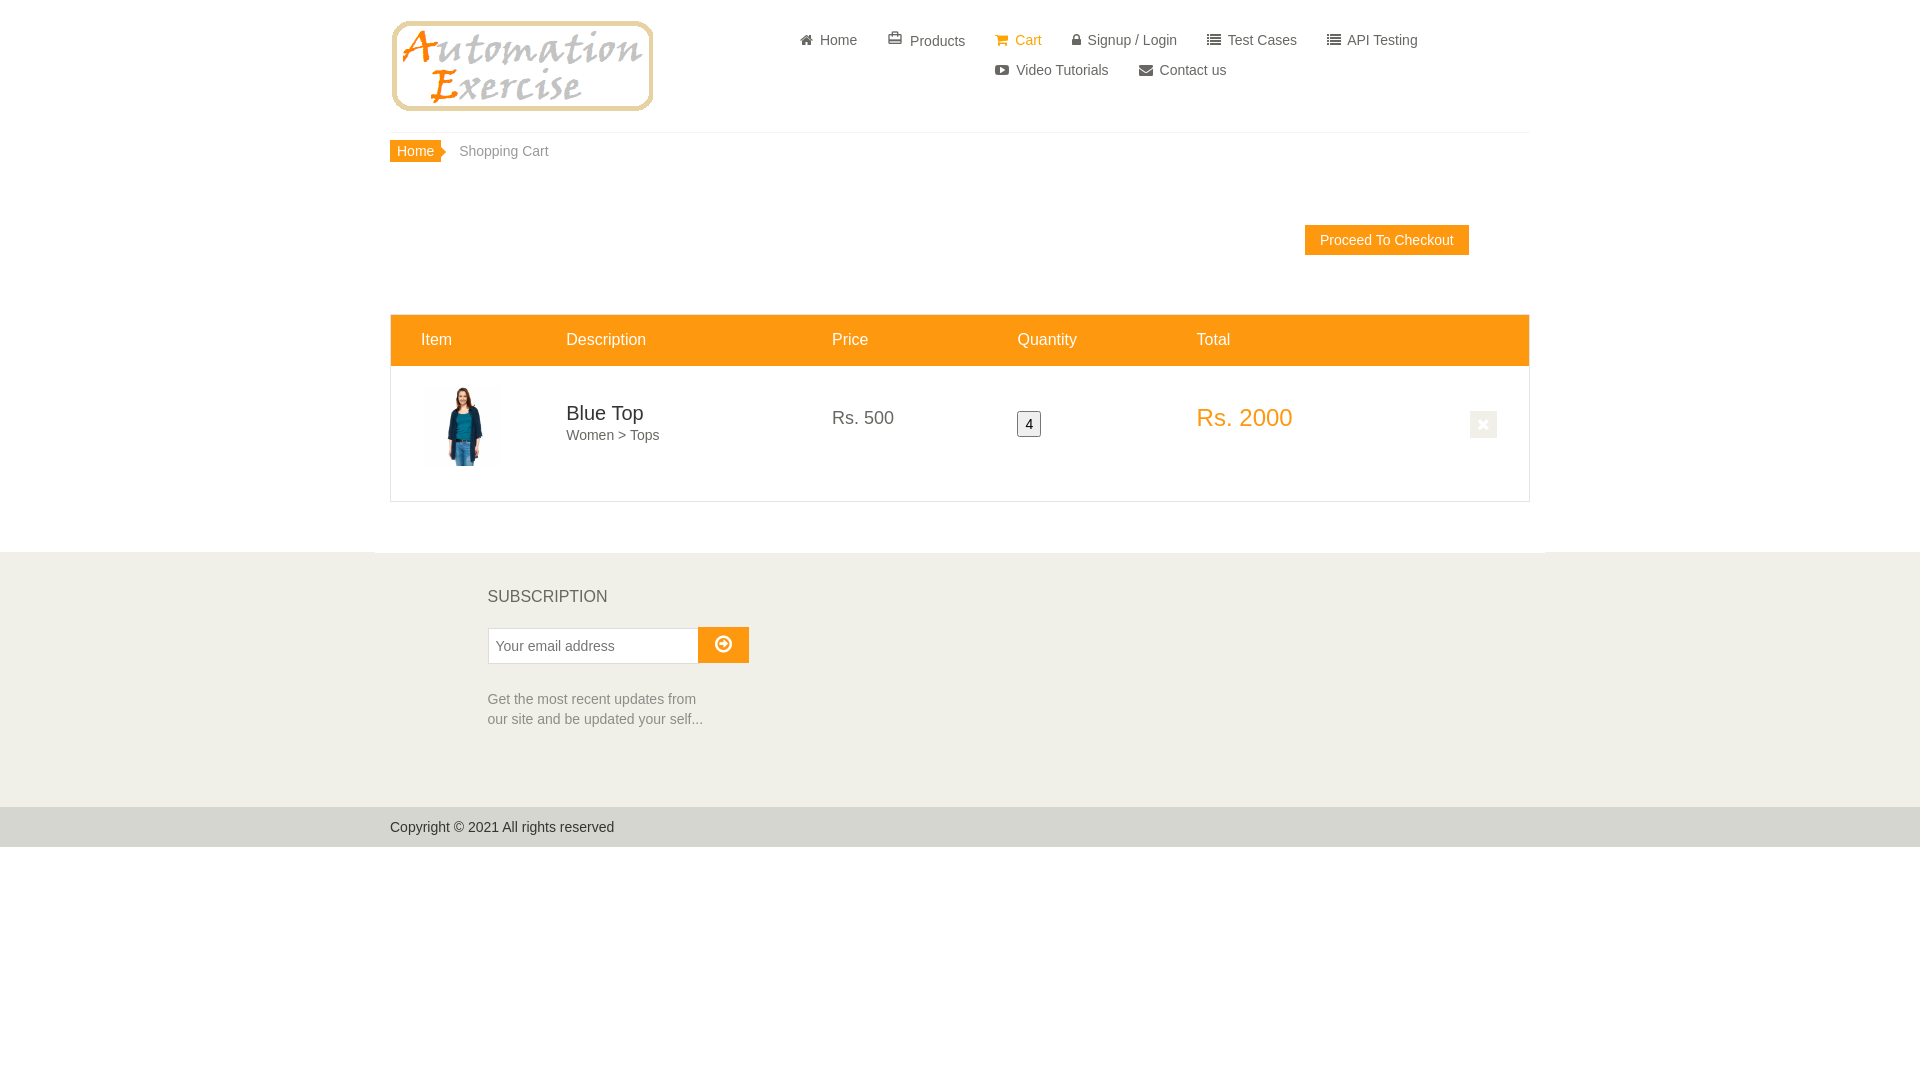 Automation
Exercise
Home
Products
Cart
Signup / Login
Test Cases
API Testing
Video Tutorials
Contact us
Home
Shopping Cart
Proceed To Checkout
Item Description Price Quantity Total
Blue Top
Women > Tops
Rs. 500
4
Rs. 2000
SUBSCRIPTION
Your email address
Get the most recent updates from
our site and be updated your self...
Copyright © 2021 All rights reserved